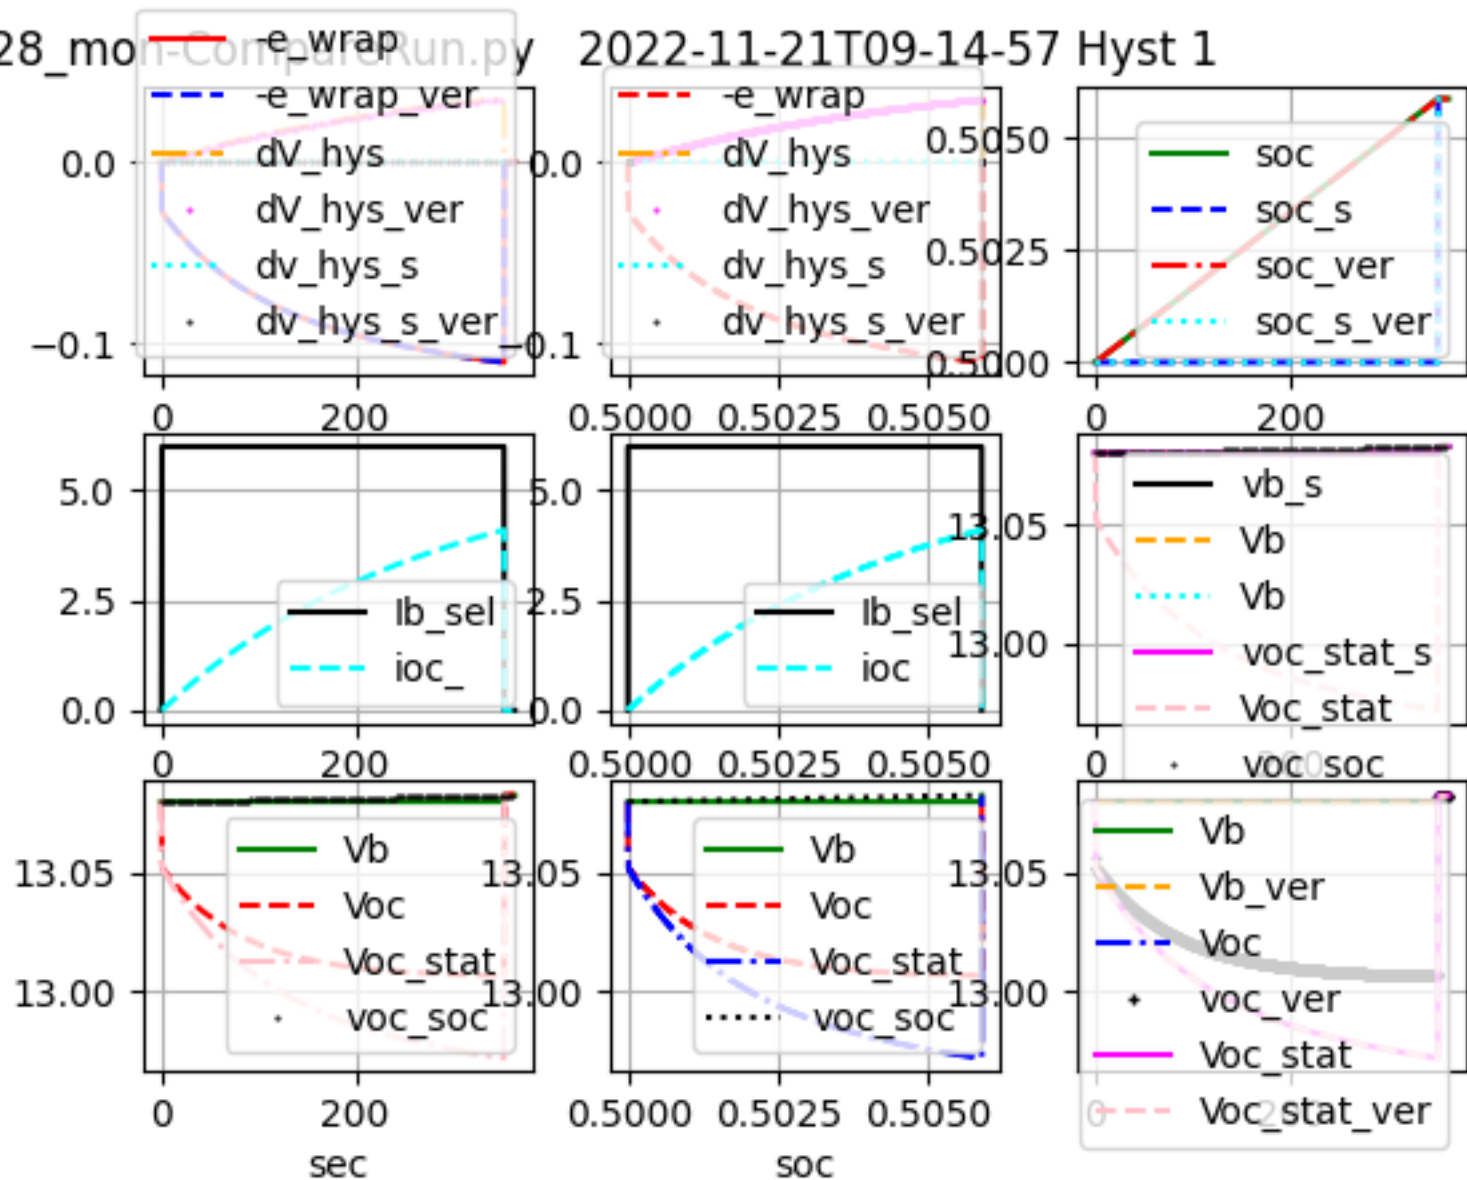 28_mon-CompareRun.py 2022-11-21T09-14-57 Hyst 1
-e_wrap
-e_wrap_ver
dV_hys
dV_hys_ver
dv_hys_s
dv_hys_s_ver
0.0
−0.1
0
200
-e_wrap
dV_hys
dV_hys_ver
dv_hys_s
dv_hys_s_ver
0.0
−0.1
0.5000
0.5025
0.5050
soc
soc_s
soc_ver
soc_s_ver
0.5050
0.5025
0.5000
0
200
5.0
2.5
0.0
Ib_sel
ioc_
0
200
5.0
2.5
0.0
Ib_sel
ioc
0.5000
0.5025
0.5050
13.05
13.00
vb_s
Vb
Vb
voc_stat_s
Voc_stat
voc_soc
0
200
13.05
13.00
Vb
Voc
Voc_stat
voc_soc
0
200
sec
13.05
13.00
Vb
Voc
Voc_stat
voc_soc
0.5000
0.5025
0.5050
soc
13.05
13.00
Vb
Vb_ver
Voc
voc_ver
Voc_stat
Voc_stat_ver
0
200